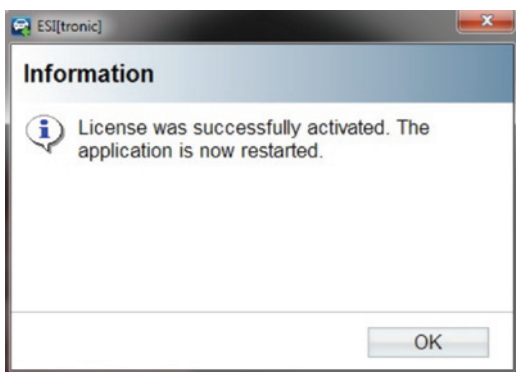 ESI[tronic]
Information
License was successfully activated. The
application is now restarted.
OK